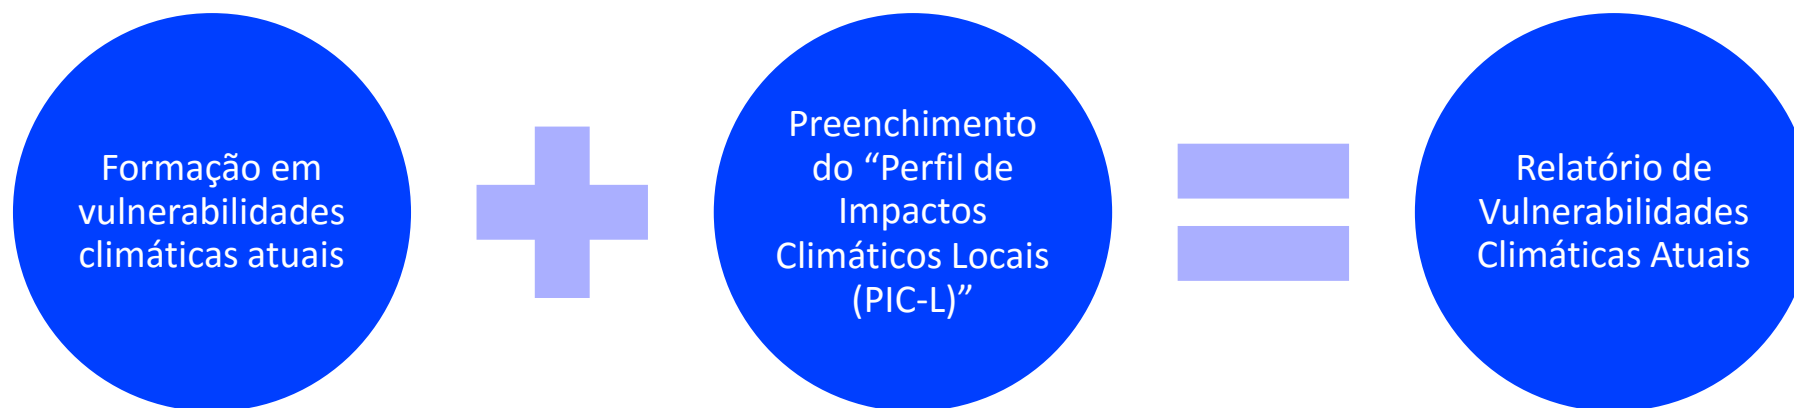 Formação em
vulnerabilidades
climáticas atuais
Preenchimento
do “Perfil de
Impactos
Climáticos Locais
(PIC-L)”
Relatório de
Vulnerabilidades
Climáticas Atuais